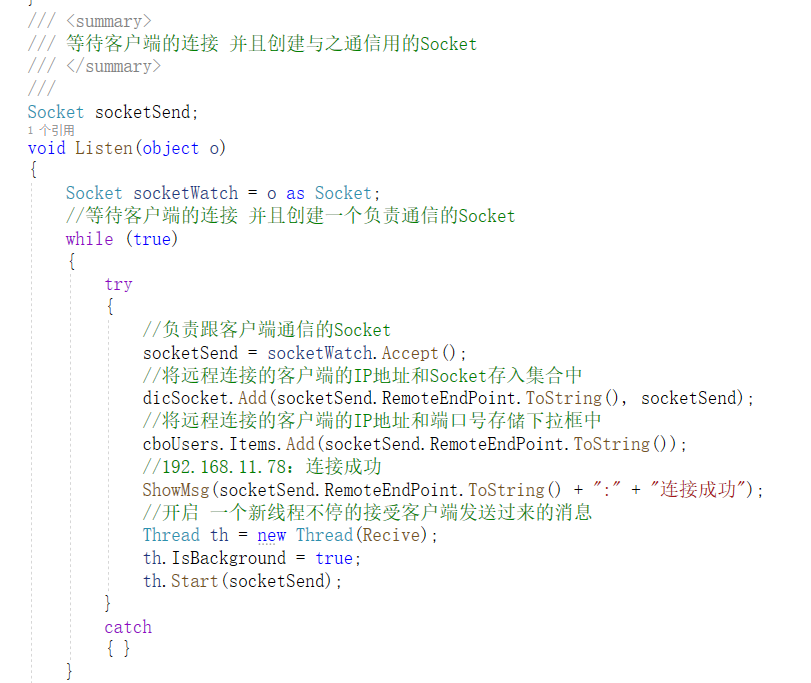 }
/// <summary>
/// 等待客户端的连接 并且创建与之通信用的Socket
/// </summary>
///
Socket socketSend;
1 个引用
void Listen(object o)
{
Socket socketWatch = o as Socket;
//等待客户端的连接 并且创建一个负责通信的Socket
while (true)
{
try
{
//负责跟客户端通信的Socket
socketSend = socketWatch.Accept();
//将远程连接的客户端的IP地址和Socket存入集合中
dicSocket.Add(socketSend.RemoteEndPoint.ToString(), socketSend);
//将远程连接的客户端的IP地址和端口号存储下拉框中
cboUsers.Items.Add(socketSend.RemoteEndPoint.ToString());
//192.168.11.78：连接成功
ShowMsg(socketSend.RemoteEndPoint.ToString() + ":" + "连接成功");
//开启 一个新线程不停的接受客户端发送过来的消息
Thread th = new Thread(Recive);
th.IsBackground = true;
th.Start(socketSend);
}
catch
{ }
}